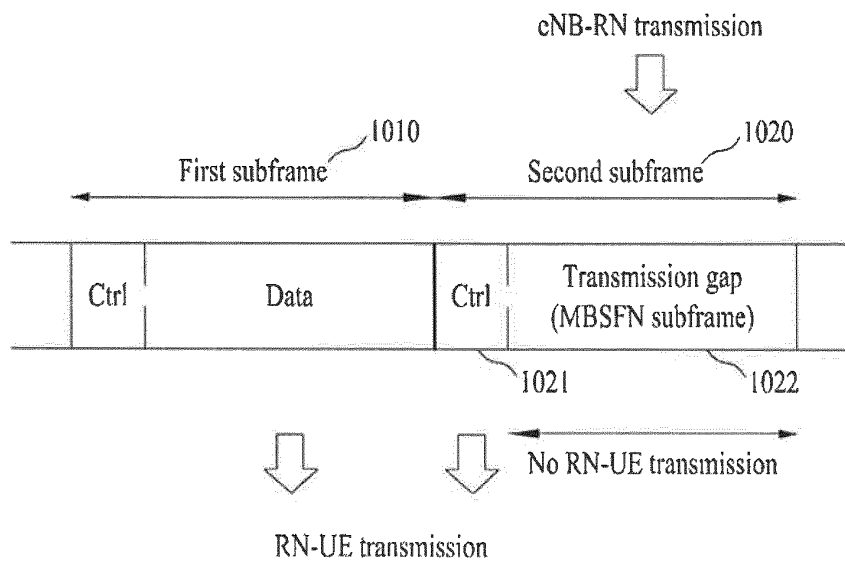 eNB-RN transmission
1010
1020
First subframe
Second subframe
Ctrl
Data
Ctrl
Transmission gap
(MBSFN subframe)
1021
1022
No RN-UE transmission
RN-UE transmission